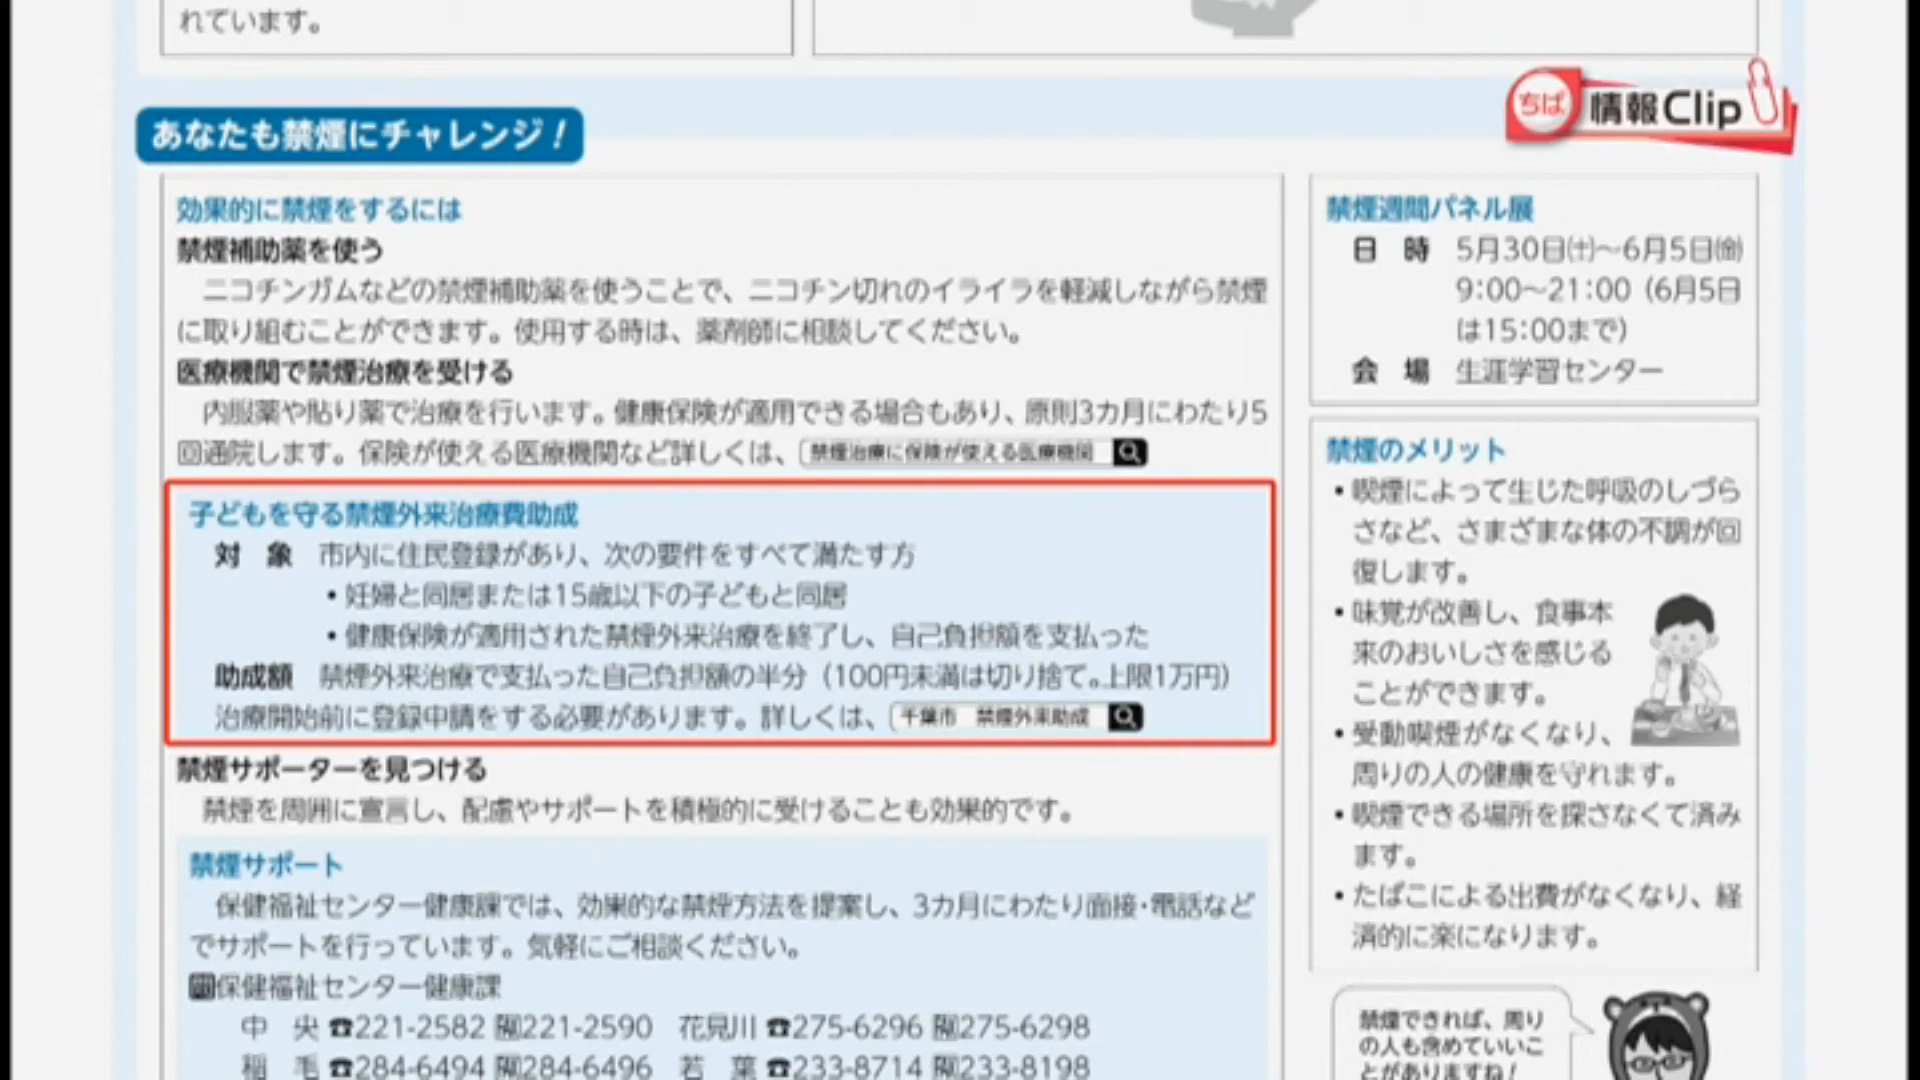 れています。
ちば 情報Clip
あなたも禁煙にチャレンジ！
効果的に禁煙をするには
禁煙補助薬を使う
ニコチンガムなどの禁煙補助薬を使うことで、ニコチン切れのイライラを軽減しながら禁煙
に取り組むことができます。使用する時は、薬剤師に相談してください。
医療機関で禁煙治療を受ける
内服薬や貼り薬で治療を行います。健康保険が適用できる場合もあり、原則3カ月にわたり5
回通院します。保険が使える医療機関など詳しくは、 禁煙治療に保険が使える医療機関
子どもを守る禁煙外来治療費助成
対　象　市内に住民登録があり、次の要件をすべて満たす方
•妊婦と同居または15歳以下の子どもと同居
•健康保険が適用された禁煙外来治療を終了し、自己負担額を支払った
助成額　禁煙外来治療で支払った自己負担額の半分（100円未満は切り捨て。上限1万円）
治療開始前に登録申請をする必要があります。詳しくは、 千葉市　禁煙外来助成
禁煙サポーターを見つける
禁煙を周囲に宣言し、配慮やサポートを積極的に受けることも効果的です。
禁煙サポート
保健福祉センター健康課では、効果的な禁煙方法を提案し、3カ月にわたり面接･電話など
でサポートを行っています。気軽にご相談ください。
保健福祉センター健康課
中　央 ☎221-2582 FAX221-2590　花見川 ☎275-6296 FAX275-6298
稲　毛 ☎284-6494 FAX284-6496　若　葉 ☎233-8714 FAX233-8198
禁煙週間パネル展
日　時　5月30日㈯～6月5日㈮
9:00～21:00（6月5日
は15:00まで）
会　場　生涯学習センター
禁煙のメリット
•喫煙によって生じた呼吸のしづら
さなど、さまざまな体の不調が回
復します。
•味覚が改善し、食事本
来のおいしさを感じる
ことができます。
•受動喫煙がなくなり、
周りの人の健康を守れます。
•喫煙できる場所を探さなくて済み
ます。
•たばこによる出費がなくなり、経
済的に楽になります。
禁煙できれば、周り
の人も含めていいこ
とがありますね！